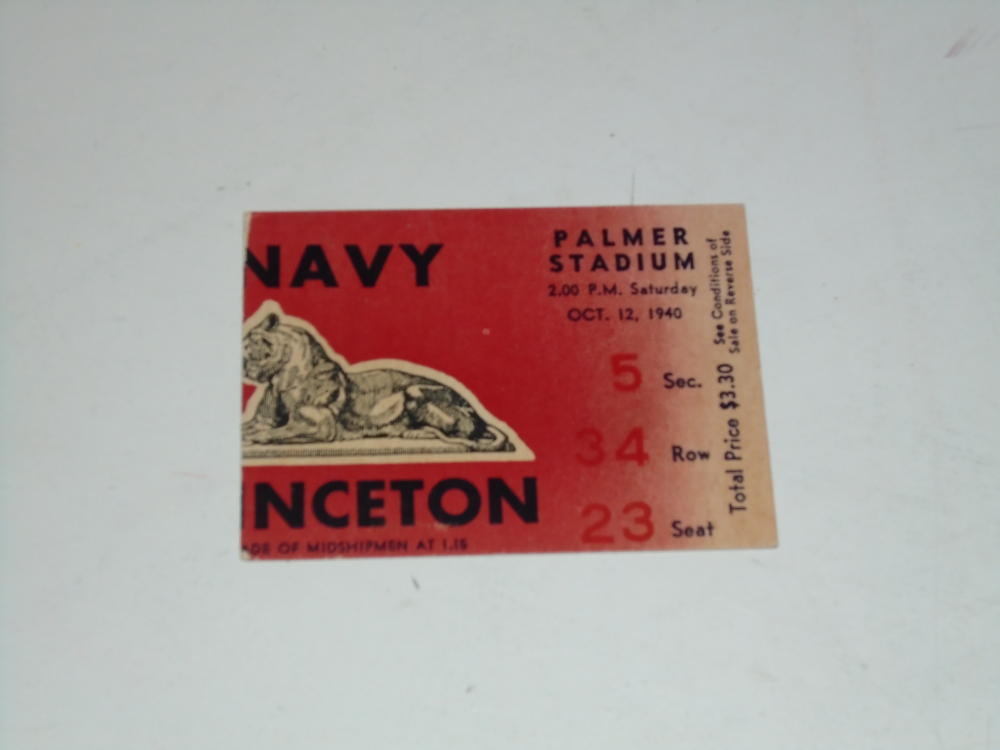 NAVY
NCETON
OF MIDSHIPMEN AT 1.15
PALMER
STADIUM
2.00 P.M. Saturday
OCT. 12, 1940
5 Sec.
34 Row
23 Seat
Total Price $3.30
See Conditions of
Sale on Reverse Side